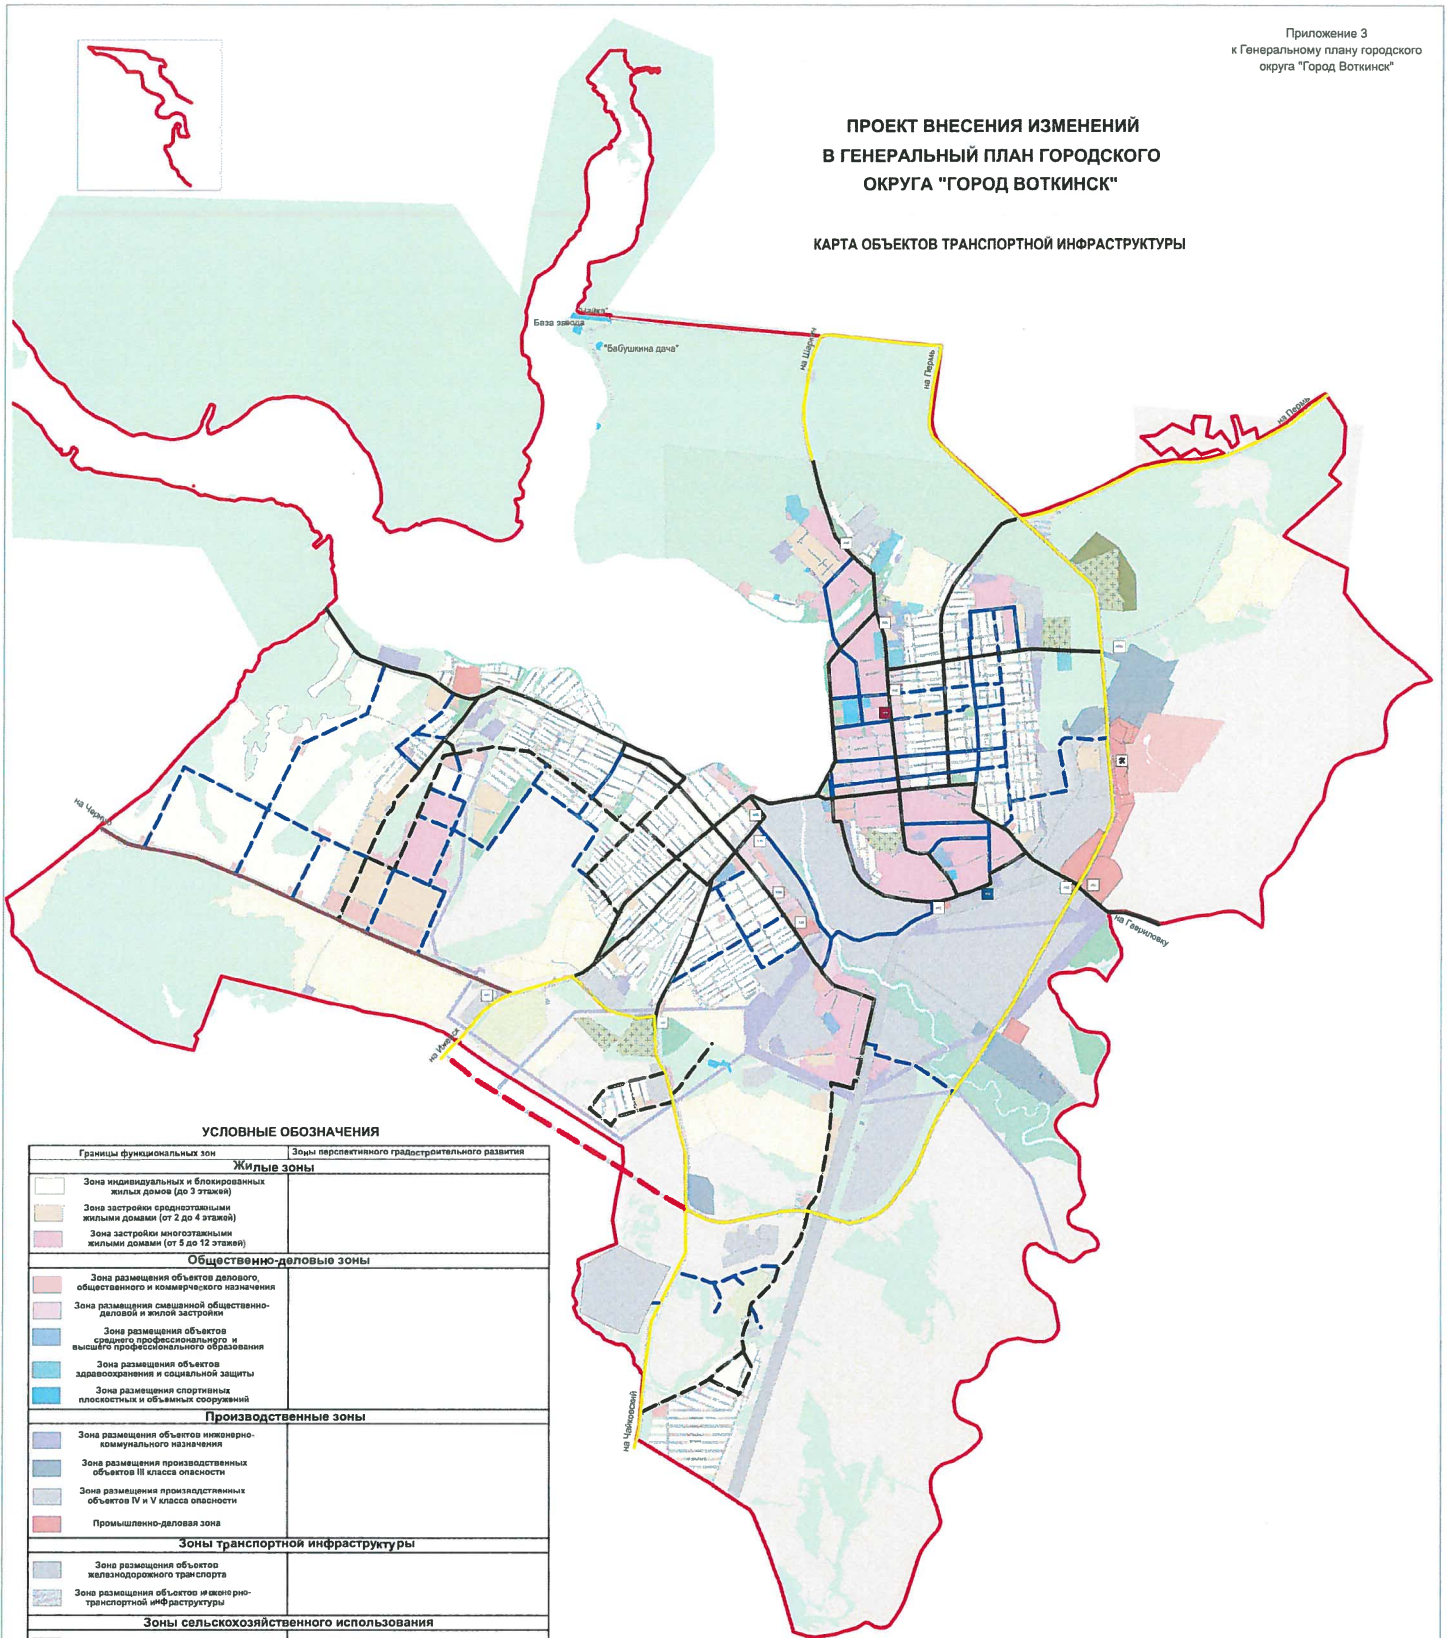 Приложение 3
к Генеральному плану городского
округа "Город Воткинск"
ПРОЕКТ ВНЕСЕНИЯ ИЗМЕНЕНИЙ
В ГЕНЕРАЛЬНЫЙ ПЛАН ГОРОДСКОГО
ОКРУГА "ГОРОД ВОТКИНСК"
КАРТА ОБЪЕКТОВ ТРАНСПОРТНОЙ ИНФРАСТРУКТУРЫ
База завода
"Бабушкина дача"
на Шаркан
на Пермь
на Пермь
на Гавриловку
на Ижевск
на Чайковский
УСЛОВНЫЕ ОБОЗНАЧЕНИЯ
Границы функциональных зон
Зоны перспективного градостроительного развития
Жилые зоны
Зона индивидуальных и блокированных
жилых домов (до 3 этажей)
Зона застройки среднеэтажными
жилыми домами (от 2 до 4 этажей)
Зона застройки многоэтажными
жилыми домами (от 5 до 12 этажей)
Общественно-деловые зоны
Зона размещения объектов делового,
общественного и коммерческого назначения
Зона размещения смешанной общественно-
деловой и жилой застройки
Зона размещения объектов
среднего профессионального и
высшего профессионального образования
Зона размещения объектов
здравоохранения и социальной защиты
Зона размещения спортивных
плоскостных и объемных сооружений
Производственные зоны
Зона размещения объектов инженерно-
коммунального назначения
Зона размещения производственных
объектов III класса опасности
Зона размещения производственных
объектов IV и V класса опасности
Промышленно-деловая зона
Зоны транспортной инфраструктуры
Зона размещения объектов
железнодорожного транспорта
Зона размещения объектов инженерно-
транспортной инфраструктуры
Зоны сельскохозяйственного использования